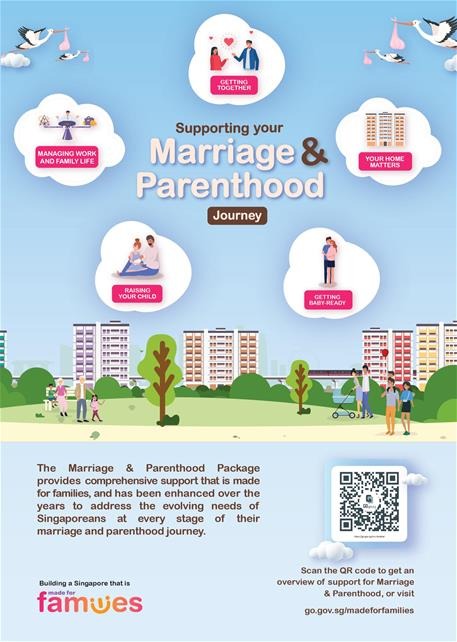 GETTING
TOGETHER
Supporting your
Marriage &
Parenthood
Journey
MANAGING WORK
AND FAMILY LIFE
YOUR HOME
MATTERS
RAISING
YOUR CHILD
GETTING
BABY-READY
The Marriage & Parenthood Package
provides comprehensive support that is made
for families, and has been enhanced over the
years to address the evolving needs of
Singaporeans at every stage of their
marriage and parenthood journey.
Building a Singapore that is
made for
families
Scan the QR code to get an
overview of support for Marriage
& Parenthood, or visit
go.gov.sg/madeforfamilies